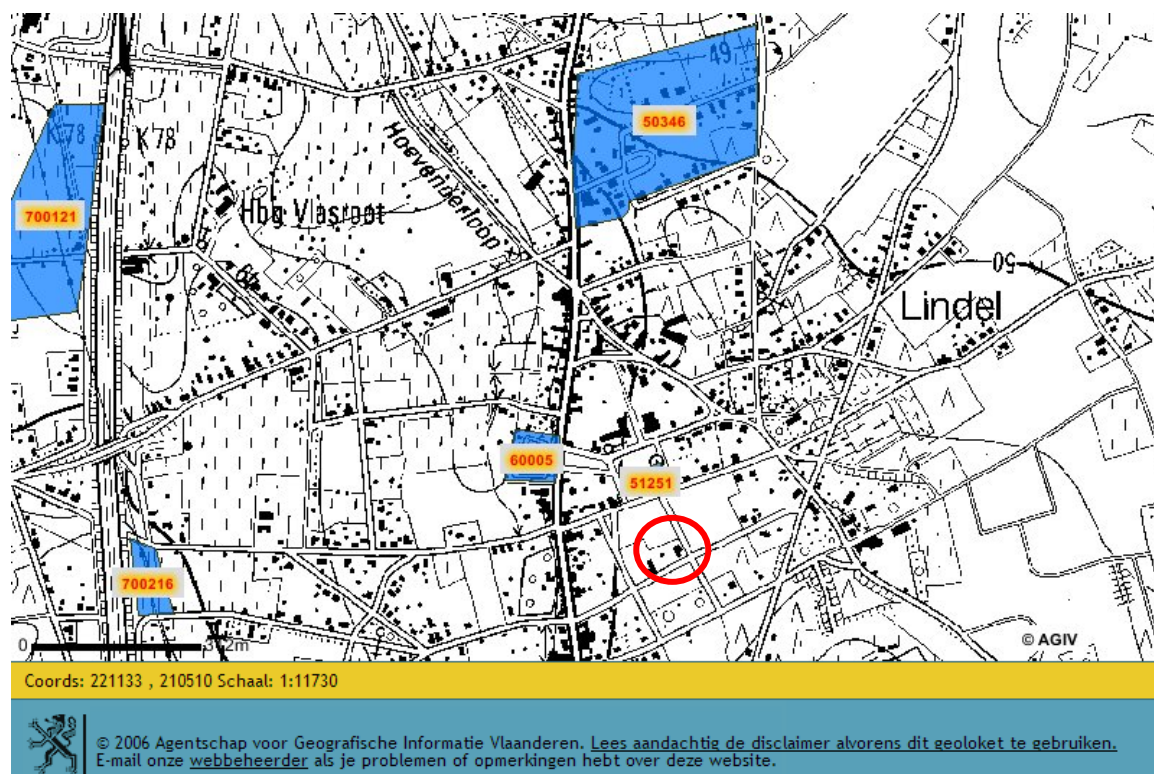 49
50346
K 78
K 78
Hoevenderloop
700121
Hbg Vlasroot
49
50
Lindel
60005
51251
700216
0
© AGIV
Coords: 221133 , 210510 Schaal: 1:11730
© 2006 Agentschap voor Geografische Informatie Vlaanderen. Lees aandachtig de disclaimer alvorens dit geoloket te gebruiken.
E-mail onze webbeheerder als je problemen of opmerkingen hebt over deze website.